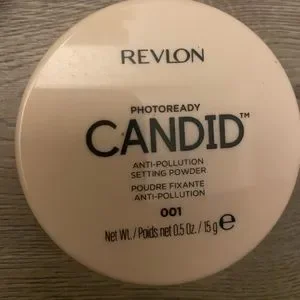 REVLON
PHOTOREADY
CANDID™
ANTI-POLLUTION
SETTING POWDER
POUDRE FIXANTE
ANTI-POLLUTION
001
Net Wt. / Poids net 0.5 Oz. / 15 g ℮